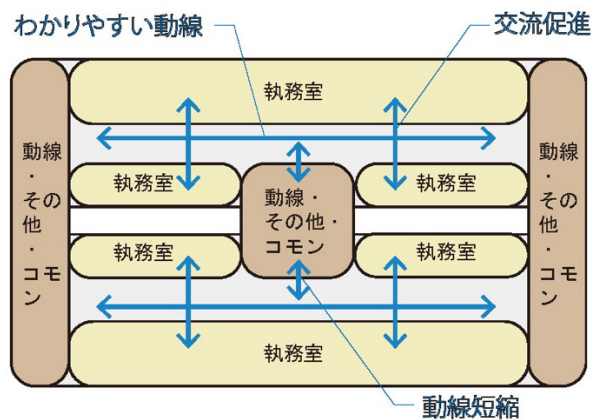 わかりやすい動線
交流促進
執務室
動線
・
その
他
・
コモ
ン
執務室
動線・
その他・
コモン
執務室
動線
・
その
他
・
コモ
ン
執務室
執務室
執務室
動線短縮